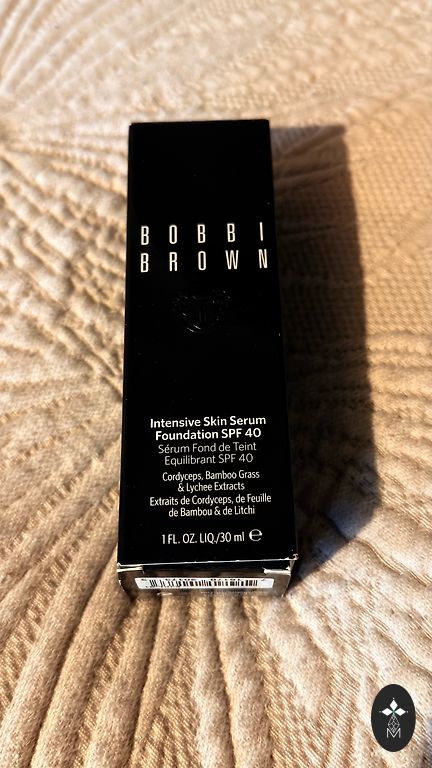 BOBBI
BROWN
Intensive Skin Serum
Foundation SPF 40
Sérum Fond de Teint
Equilibrant SPF 40
Cordyceps, Bamboo Grass
& Lychee Extracts
Extraits de Cordyceps, de Feuille
de Bambou & de Litchi
1 FL. OZ. LIQ./30 ml ℮
M